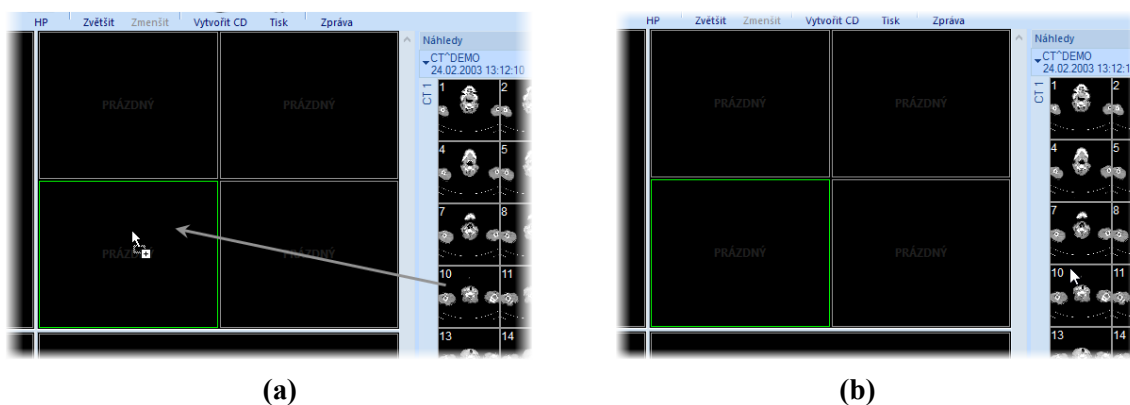 HP Zvětšit Zmenšit Vytvořit CD Tisk Zpráva
Náhledy
CT^DEMO
24.02.2003 13:12:10
CT 1
PRÁZDNÝ PRÁZDNÝ
PRÁZDNÝ PRÁZDNÝ
1 2
4 5
7 8
10 11
13 14
(a)
HP Zvětšit Zmenšit Vytvořit CD Tisk Zpráva
Náhledy
CT^DEMO
24.02.2003 13:12:1
CT 1
PRÁZDNÝ PRÁZDNÝ
PRÁZDNÝ PRÁZDNÝ
1 2
4 5
7 8
10 11
13 14
(b)